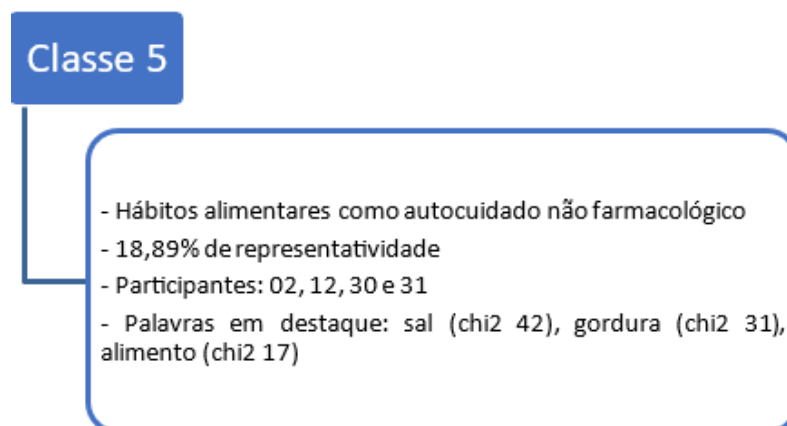 Classe 5
- Hábitos alimentares como autocuidado não farmacológico
- 18,89% de representatividade
- Participantes: 02, 12, 30 e 31
- Palavras em destaque: sal (chi2 42), gordura (chi2 31),
alimento (chi2 17)